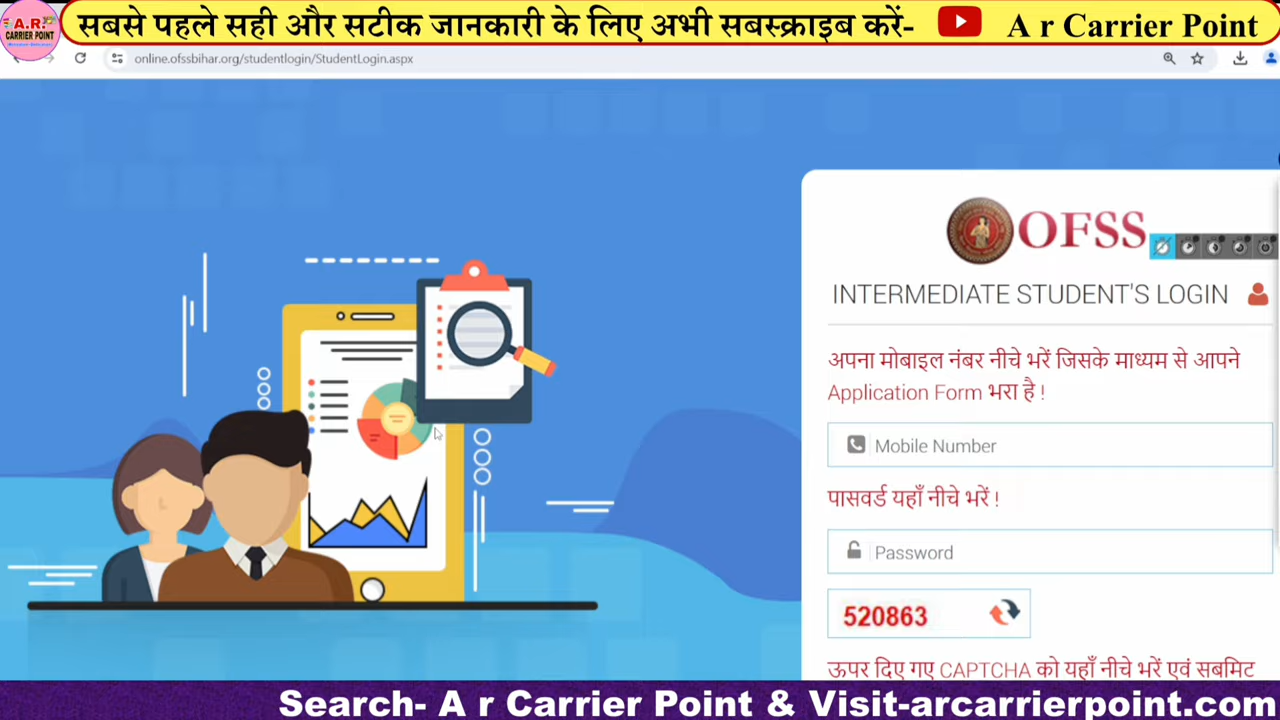 A.R.
CARRIER POINT
सबसे पहले सही और सटीक जानकारी के लिए अभी सबस्क्राइब करें-
A r Carrier Point
online.ofssbihar.org/studentlogin/StudentLogin.aspx
OFSS
INTERMEDIATE STUDENT'S LOGIN
अपना मोबाइल नंबर नीचे भरें जिसके माध्यम से आपने
Application Form भरा है !
Mobile Number
पासवर्ड यहाँ नीचे भरें !
Password
520863
ऊपर दिए गए CAPTCHA को यहाँ नीचे भरें एवं सबमिट
Search- A r Carrier Point & Visit-arcarrierpoint.com